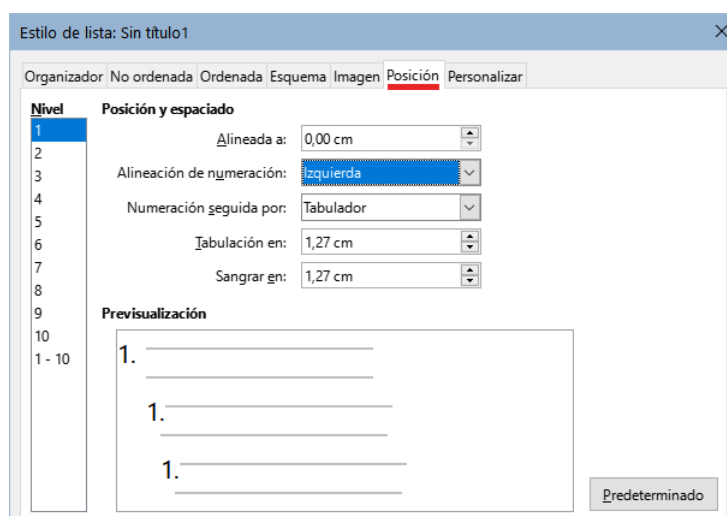 Estilo de lista: Sin título1
Organizador No ordenada Ordenada Esquema Imagen Posición Personalizar
Nivel
1
2
3
4
5
6
7
8
9
10
1 - 10
Posición y espaciado
Alineada a: 0,00 cm
Alineación de numeración: Izquierda
Numeración seguida por: Tabulador
Tabulación en: 1,27 cm
Sangrar en: 1,27 cm
Previsualización
1.
1.
1.
Predeterminado